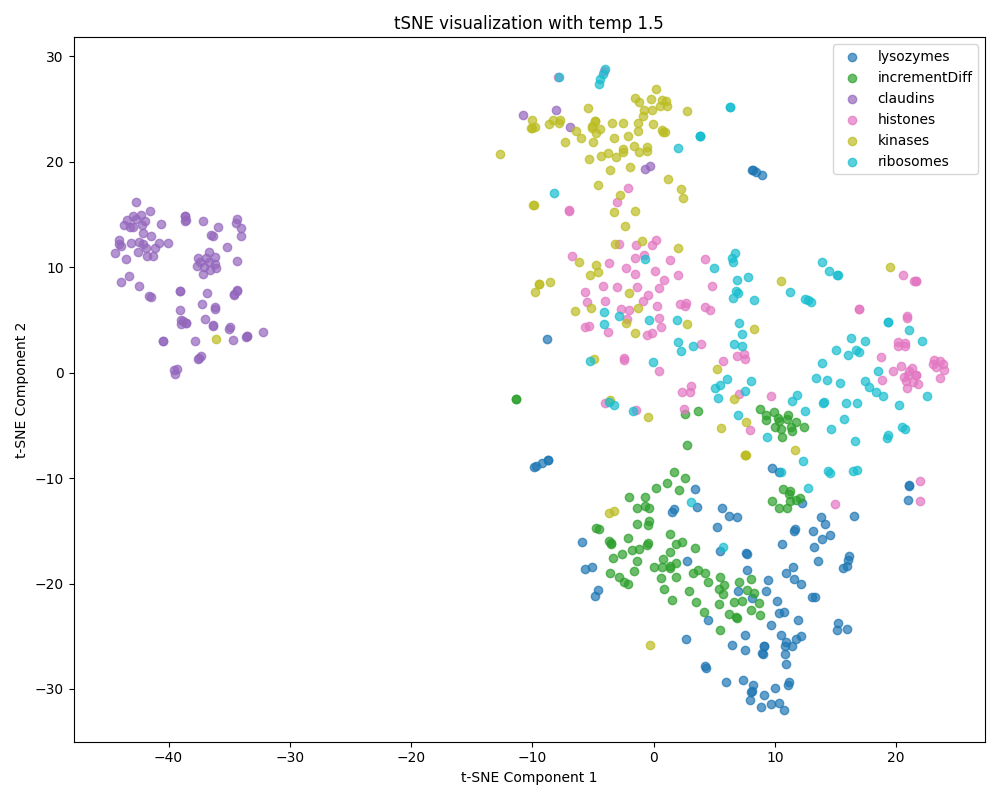 tSNE visualization with temp 1.5
lysozymes
incrementDiff
claudins
histones
kinases
ribosomes
30
20
10
0
−10
−20
−30
t-SNE Component 2
−40
−30
−20
−10
0
10
20
t-SNE Component 1